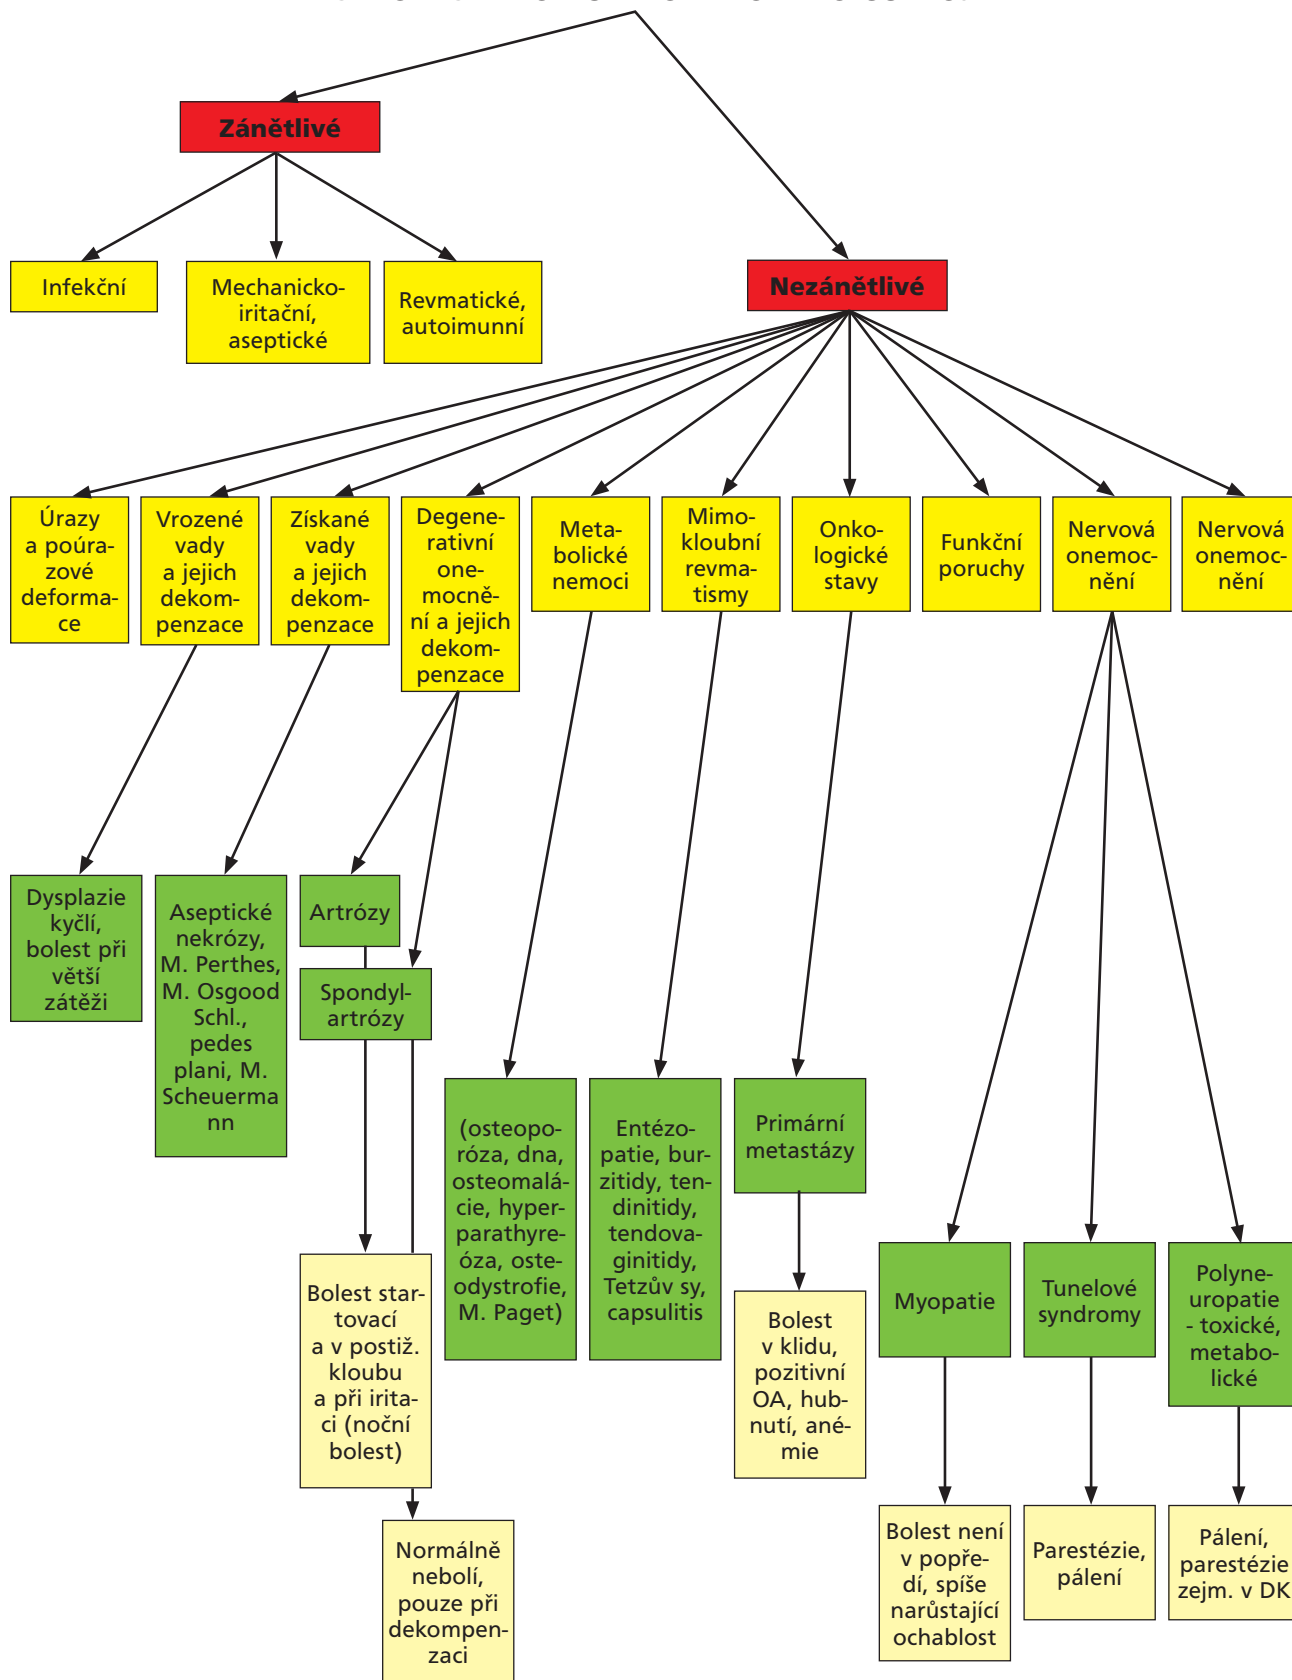 Zánětlivé
Infekční
Mechanicko-
iritační,
aseptické
Revmatické,
autoimunní
Nezánětlivé
Úrazy
a poúra-
zové
deforma-
ce
Vrozené
vady
a jejich
dekom-
penzace
Získané
vady
a jejich
dekom-
penzace
Degene-
rativní
one-
mocně-
ní a jejich
dekom-
penzace
Meta-
bolické
nemoci
Mimo-
kloubní
revma-
tismy
Onko-
logické
stavy
Funkční
poruchy
Nervová
onemoc-
nění
Nervová
onemoc-
nění
Dysplazie
kyčlí,
bolest při
větší
zátěži
Aseptické
nekrózy,
M. Perthes,
M. Osgood
Schl.,
pedes
plani, M.
Scheuerma
nn
Artrózy
Spondyl-
artrózy
(osteopo-
róza, dna,
osteomalá-
cie, hyper-
parathyre-
óza, oste-
odystrofie,
M. Paget)
Entézo-
patie, bur-
zitidy, ten-
dinitidy,
tendova-
ginitidy,
Tetzův sy,
capsulitis
Primární
metastázy
Myopatie
Tunelové
syndromy
Polyne-
uropatie
- toxické,
metabo-
lické
Bolest star-
tovací
a v postiž.
kloubu
a při irita-
ci (noční
bolest)
Bolest
v klidu,
pozitivní
OA, hub-
nutí, ané-
mie
Normálně
nebolí,
pouze při
dekompen-
zaci
Bolest není
v popře-
dí, spíše
narůstající
ochablost
Parestézie,
pálení
Pálení,
parestézie
zejm. v DK